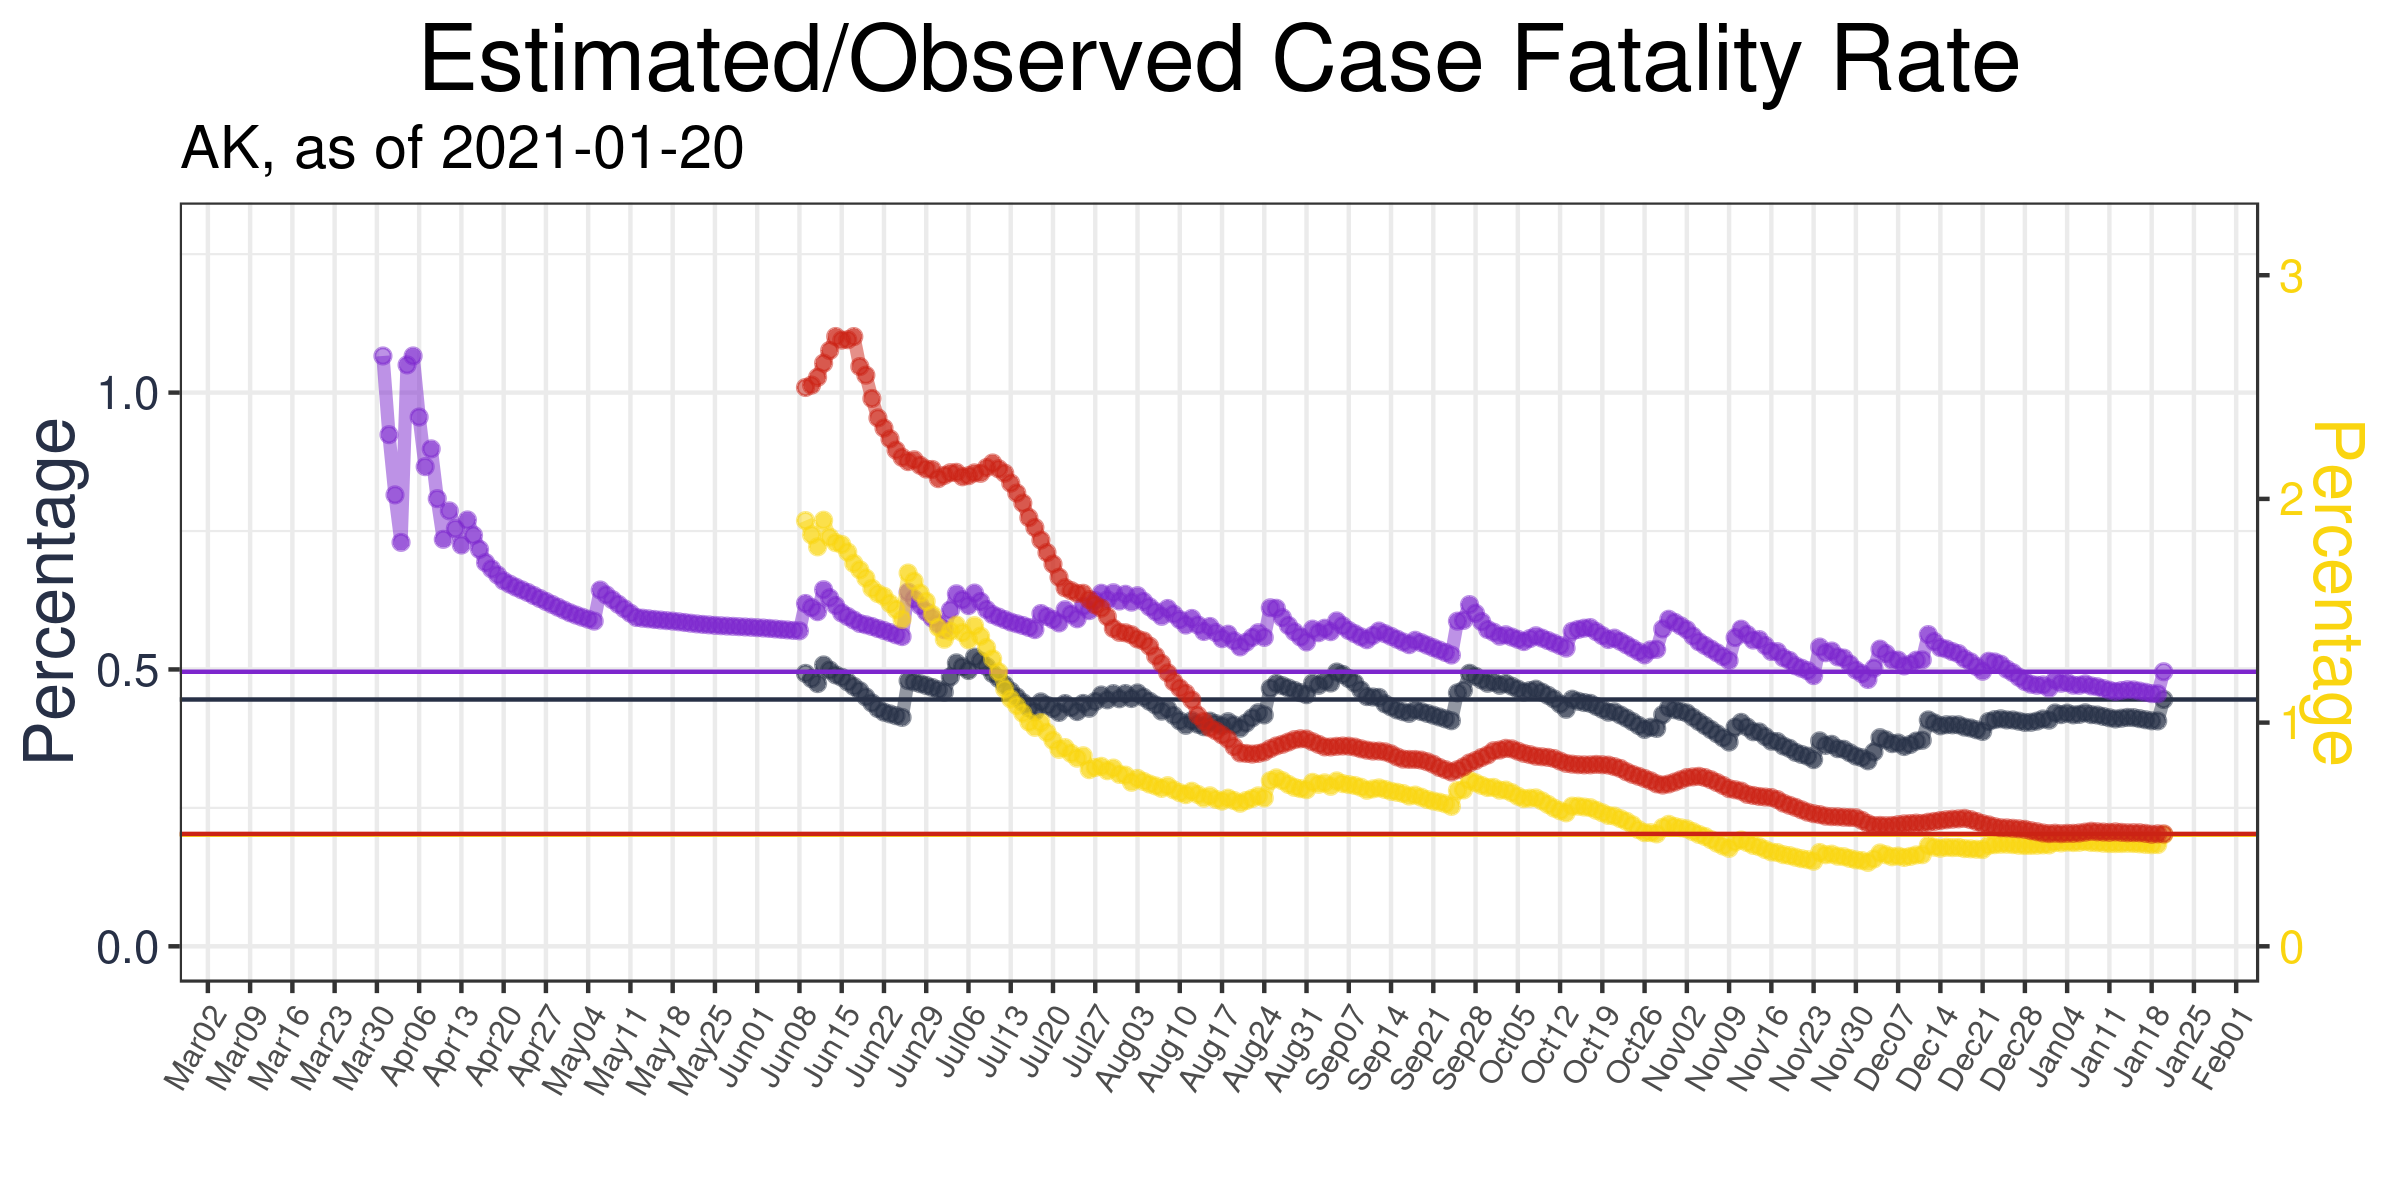 Estimated/Observed Case Fatality Rate
AK, as of 2021-01-20
Percentage
1.0
0.5
0.0
3
2
1
0
Percentage
Mar02 Mar09 Mar16 Mar23 Mar30 Apr06 Apr13 Apr20 Apr27 May04 May11 May18 May25 Jun01 Jun08 Jun15 Jun22 Jun29 Jul06 Jul13 Jul20 Jul27 Aug03 Aug10 Aug17 Aug24 Aug31 Sep07 Sep14 Sep21 Sep28 Oct05 Oct12 Oct19 Oct26 Nov02 Nov09 Nov16 Nov23 Nov30 Dec07 Dec14 Dec21 Dec28 Jan04 Jan11 Jan18 Jan25 Feb01